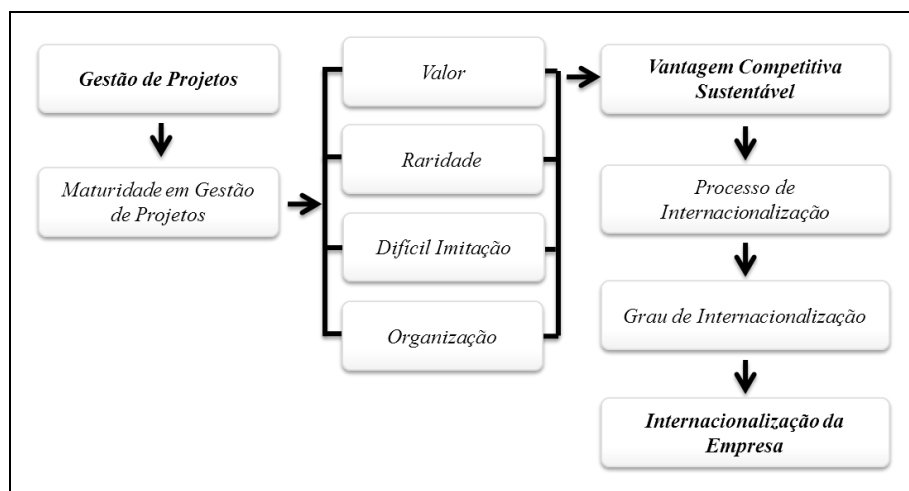 Gestão de Projetos
Maturidade em Gestão
de Projetos
Valor
Raridade
Difícil Imitação
Organização
Vantagem Competitiva
Sustentável
Processo de
Internacionalização
Grau de Internacionalização
Internacionalização da
Empresa